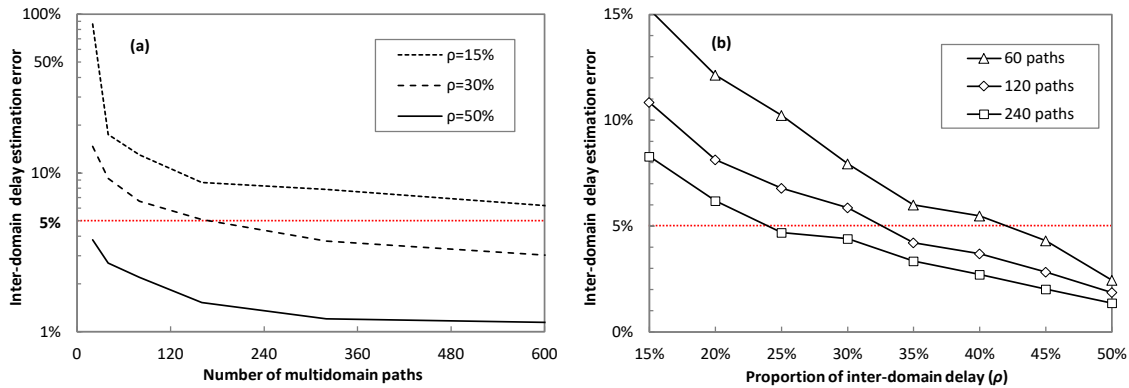 100%
50%
10%
5%
1%
Inter-domain delay estimation error
(a)
ρ=15%
ρ=30%
ρ=50%
0
120
240
360
480
600
Number of multidomain paths
15%
10%
5%
0%
Inter-domain delay estimation error
(b)
60 paths
120 paths
240 paths
15%
20%
25%
30%
35%
40%
45%
50%
Proportion of inter-domain delay (ρ)